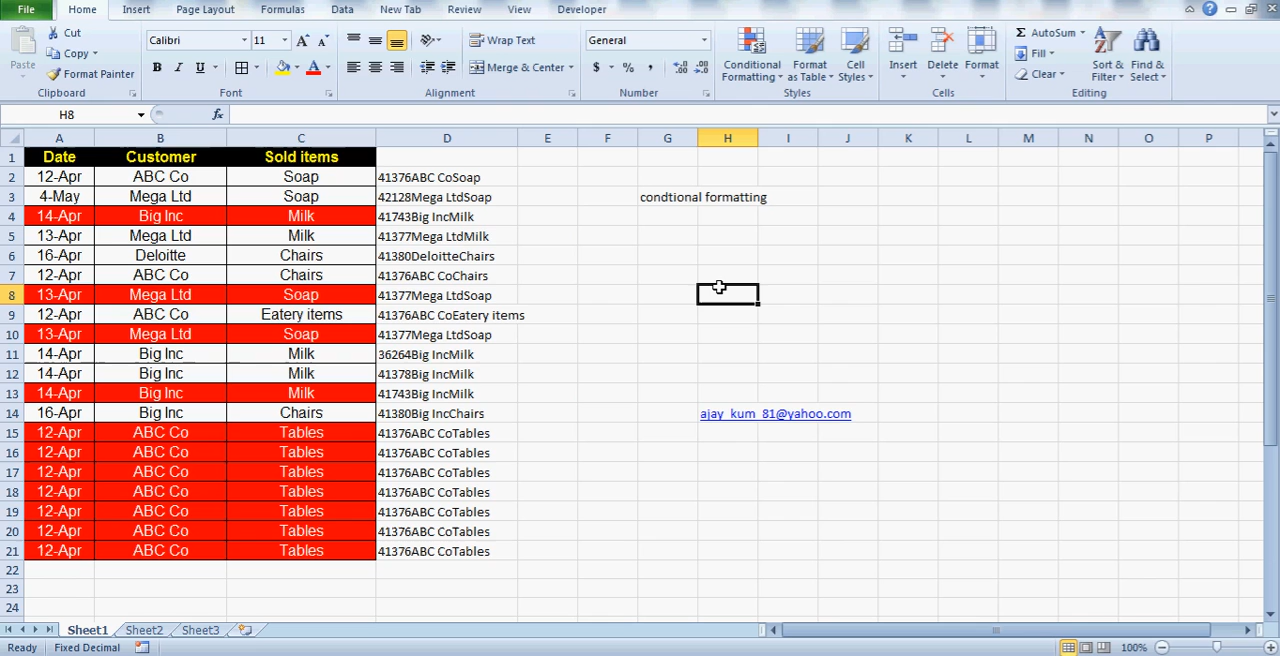 File Home Insert Page Layout Formulas Data New Tab Review View Developer
Paste Cut Copy Format Painter Clipboard
Calibri 11 A A B I U A Font
Wrap Text Merge & Center Alignment
General $ % , Number
Conditional Formatting Format as Table Cell Styles Styles
Insert Delete Format Cells
Σ AutoSum Fill Clear Sort & Filter Find & Select Editing
H8 fx
A B C D E F G H I J K L M N O P
1 Date Customer Sold items
2 12-Apr ABC Co Soap 41376ABC CoSoap
3 4-May Mega Ltd Soap 42128Mega LtdSoap condtional formatting
4 14-Apr Big Inc Milk 41743Big IncMilk
5 13-Apr Mega Ltd Milk 41377Mega LtdMilk
6 16-Apr Deloitte Chairs 41380DeloitteChairs
7 12-Apr ABC Co Chairs 41376ABC CoChairs
8 13-Apr Mega Ltd Soap 41377Mega LtdSoap
9 12-Apr ABC Co Eatery items 41376ABC CoEatery items
10 13-Apr Mega Ltd Soap 41377Mega LtdSoap
11 14-Apr Big Inc Milk 36264Big IncMilk
12 14-Apr Big Inc Milk 41378Big IncMilk
13 14-Apr Big Inc Milk 41743Big IncMilk
14 16-Apr Big Inc Chairs 41380Big IncChairs ajay_kum_81@yahoo.com
15 12-Apr ABC Co Tables 41376ABC CoTables
16 12-Apr ABC Co Tables 41376ABC CoTables
17 12-Apr ABC Co Tables 41376ABC CoTables
18 12-Apr ABC Co Tables 41376ABC CoTables
19 12-Apr ABC Co Tables 41376ABC CoTables
20 12-Apr ABC Co Tables 41376ABC CoTables
21 12-Apr ABC Co Tables 41376ABC CoTables
22
23
24
Sheet1 Sheet2 Sheet3
Ready Fixed Decimal 100%